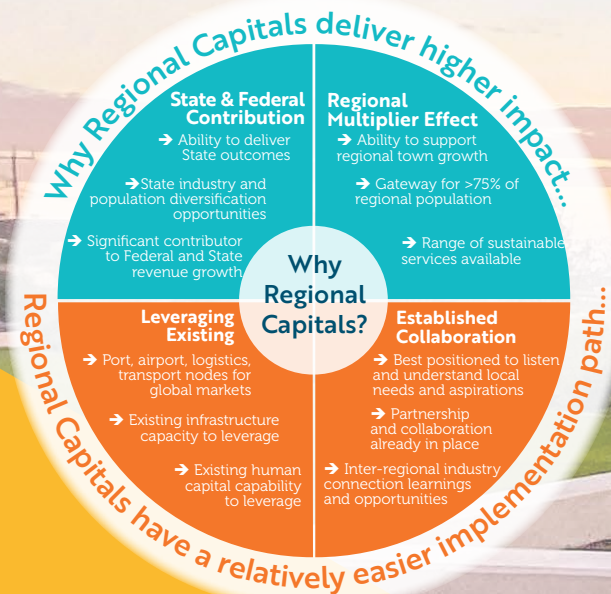 Why Regional Capitals deliver higher impact...
State & Federal
Contribution
➔ Ability to deliver
State outcomes
➔State industry and
population diversification
opportunities
➔ Significant contributor
to Federal and State
revenue growth
Regional
Multiplier Effect
➔ Ability to support
regional town growth
➔ Gateway for >75% of
regional population
➔ Range of sustainable
services available
Why
Regional
Capitals?
Leveraging
Existing
➔ Port, airport, logistics,
transport nodes for
global markets
➔ Existing infrastructure
capacity to leverage
➔ Existing human
capital capability
to leverage
Established
Collaboration
➔ Best positioned to listen
and understand local
needs and aspirations
➔ Partnership
and collaboration
already in place
➔ Inter-regional industry
connection learnings
and opportunities
Regional Capitals have a relatively easier implementation path...